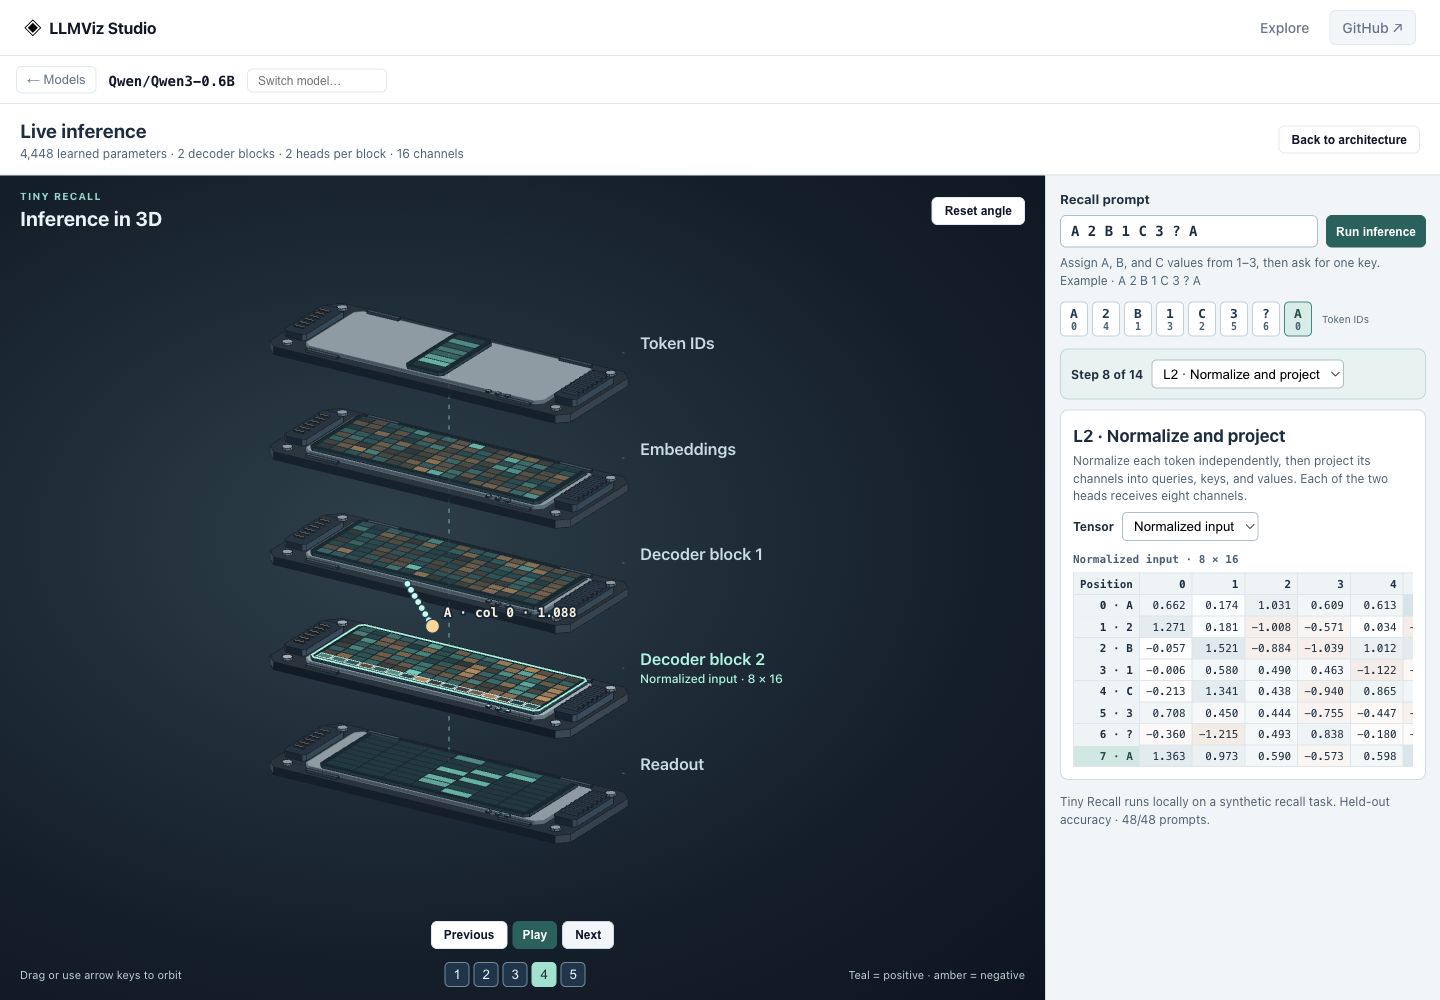 LLMViz Studio
Explore
GitHub ↗
← Models
Qwen/Qwen3-0.6B
Switch model...
Live inference
4,448 learned parameters · 2 decoder blocks · 2 heads per block · 16 channels
Back to architecture
TINY RECALL
Inference in 3D
Reset angle
Token IDs
Embeddings
Decoder block 1
A · col 0 · 1.088
Decoder block 2
Normalized input · 8 × 16
Readout
Previous
Play
Next
Drag or use arrow keys to orbit
1 2 3 4 5
Teal = positive · amber = negative
Recall prompt
A 2 B 1 C 3 ? A
Run inference
Assign A, B, and C values from 1–3, then ask for one key.
Example · A 2 B 1 C 3 ? A
A 2 B 1 C 3 ? A
0 4 1 3 2 5 6 0
Token IDs
Step 8 of 14
L2 · Normalize and project
L2 · Normalize and project
Normalize each token independently, then project its
channels into queries, keys, and values. Each of the two
heads receives eight channels.
Tensor
Normalized input
Normalized input · 8 × 16
Position 0 1 2 3 4
0 · A 0.662 0.174 1.031 0.609 0.613
1 · 2 1.271 0.181 −1.008 −0.571 0.034 -
2 · B −0.057 1.521 −0.884 −1.039 1.012
3 · 1 −0.006 0.580 0.490 0.463 −1.122 -
4 · C −0.213 1.341 0.438 −0.940 0.865
5 · 3 0.708 0.450 0.444 −0.755 −0.447 -
6 · ? −0.360 −1.215 0.493 0.838 −0.180 -
7 · A 1.363 0.973 0.590 −0.573 0.598
Tiny Recall runs locally on a synthetic recall task. Held-out
accuracy · 48/48 prompts.